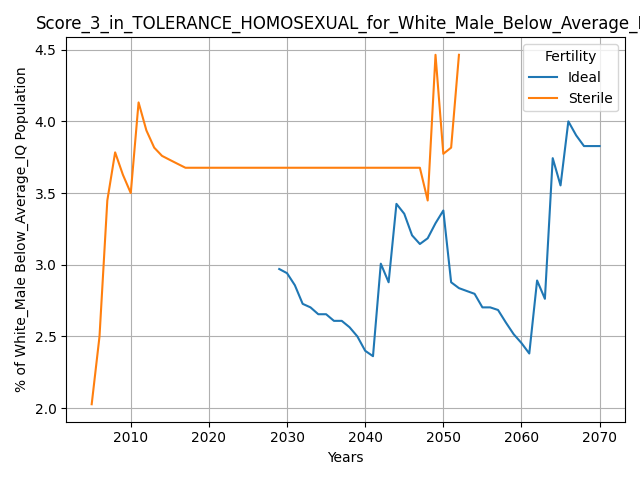 Score_3_in_TOLERANCE_HOMOSEXUAL_for_White_Male_Below_Average_I
Fertility
Ideal
Sterile
% of White_Male Below_Average_IQ Population
4.5
4.0
3.5
3.0
2.5
2.0
2010 2020 2030 2040 2050 2060 2070
Years